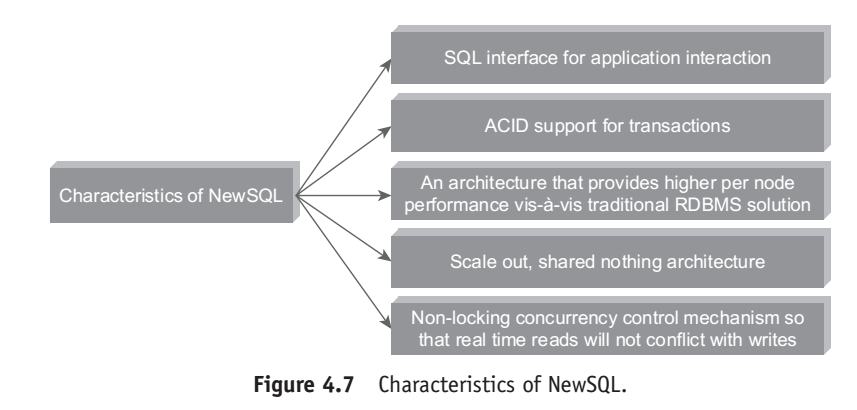 SQL interface for application interaction
ACID support for transactions
Characteristics of NewSQL
An architecture that provides higher per node
performance vis-à-vis traditional RDBMS solution
Scale out, shared nothing architecture
Non-locking concurrency control mechanism so
that real time reads will not conflict with writes
Figure 4.7 Characteristics of NewSQL.